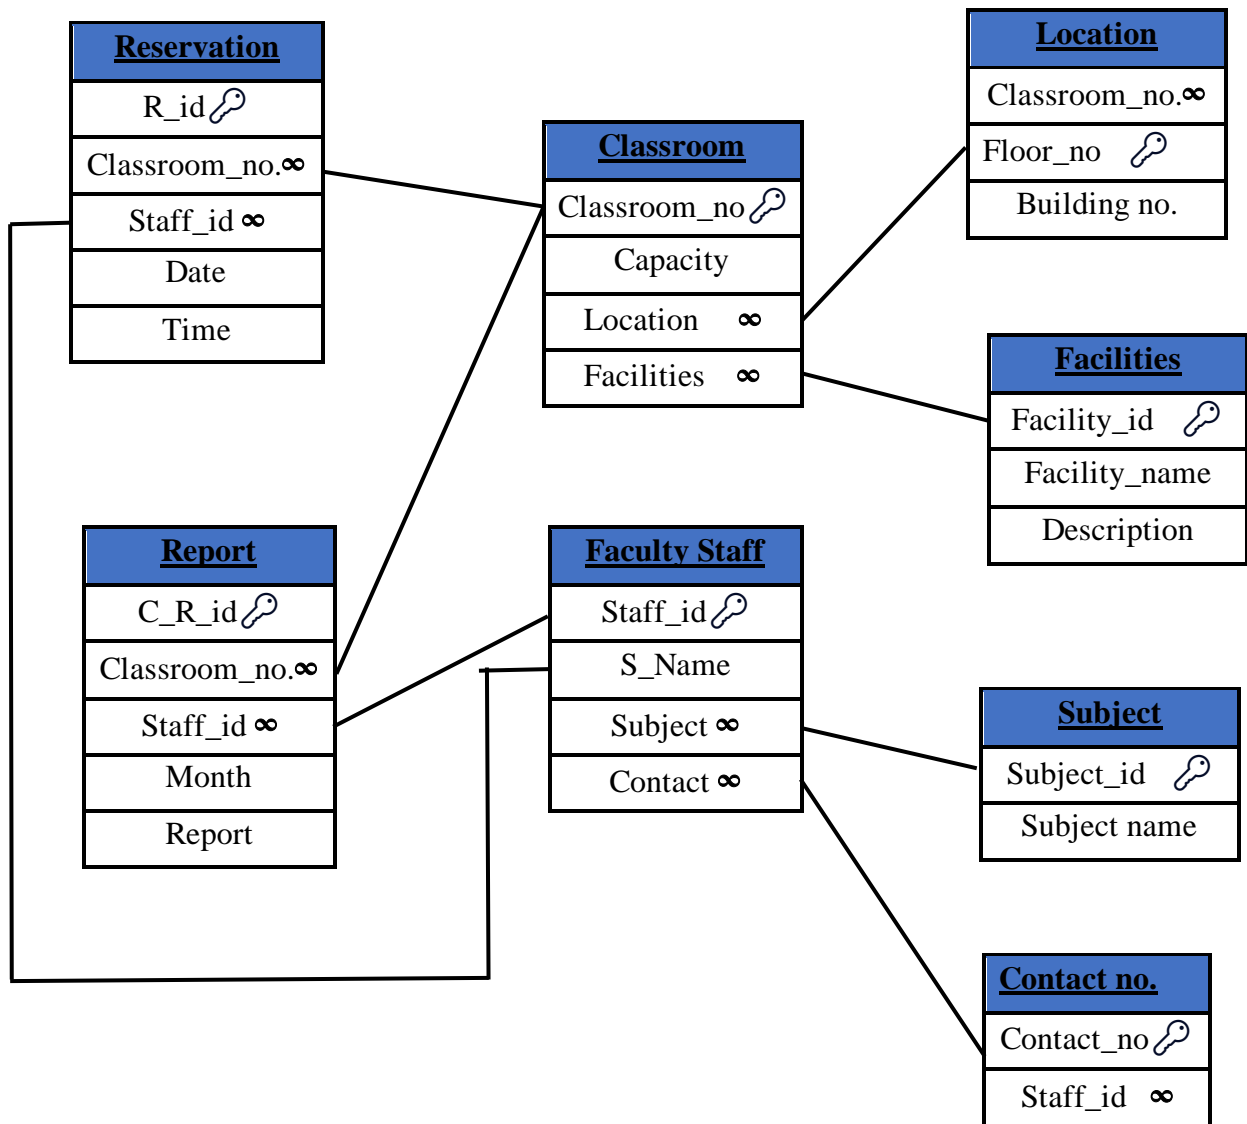 Reservation
R_id
Classroom_no.∞
Staff_id ∞
Date
Time
Classroom
Classroom_no
Capacity
Location ∞
Facilities ∞
Location
Classroom_no.∞
Floor_no
Building no.
Facilities
Facility_id
Facility_name
Description
Report
C_R_id
Classroom_no.∞
Staff_id ∞
Month
Report
Faculty Staff
Staff_id
S_Name
Subject ∞
Contact ∞
Subject
Subject_id
Subject name
Contact no.
Contact_no
Staff_id ∞